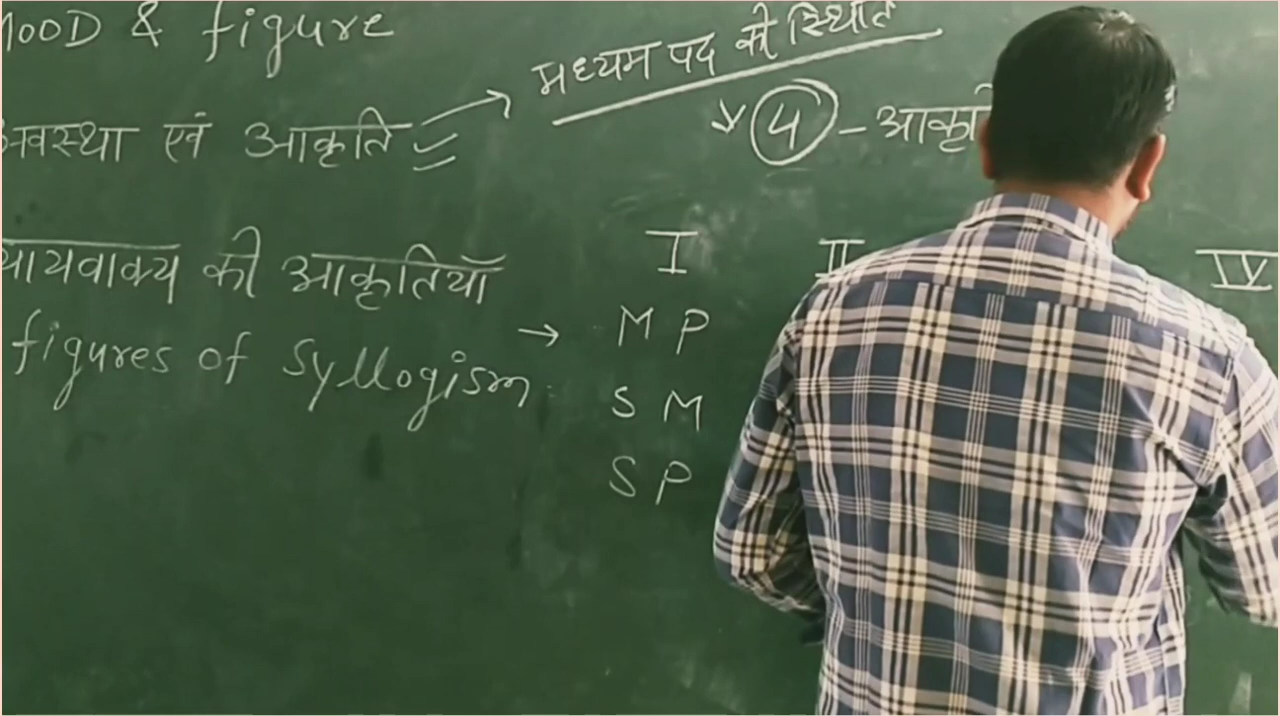 MOOD & figure
मध्यम पद की स्थिति
अवस्था एवं आकृति
4 - आकृति
न्यायवाक्य की आकृतियाँ
figures of syllogism
I II IV
M P
S M
S P